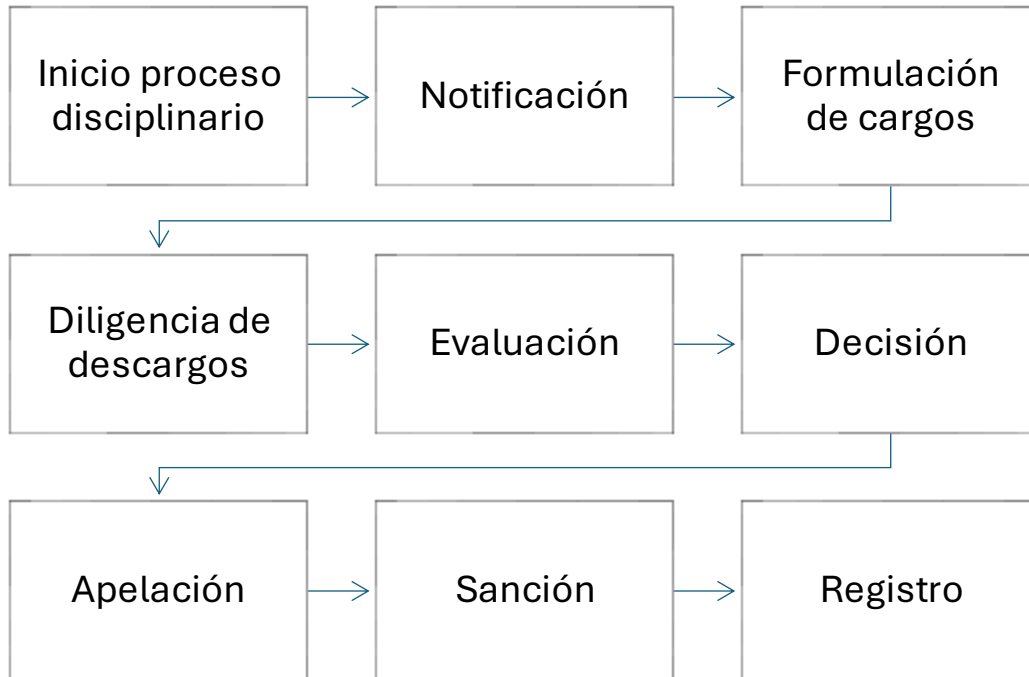 Inicio proceso
disciplinario
Notificación
Formulación
de cargos
Diligencia de
descargos
Evaluación
Decisión
Apelación
Sanción
Registro